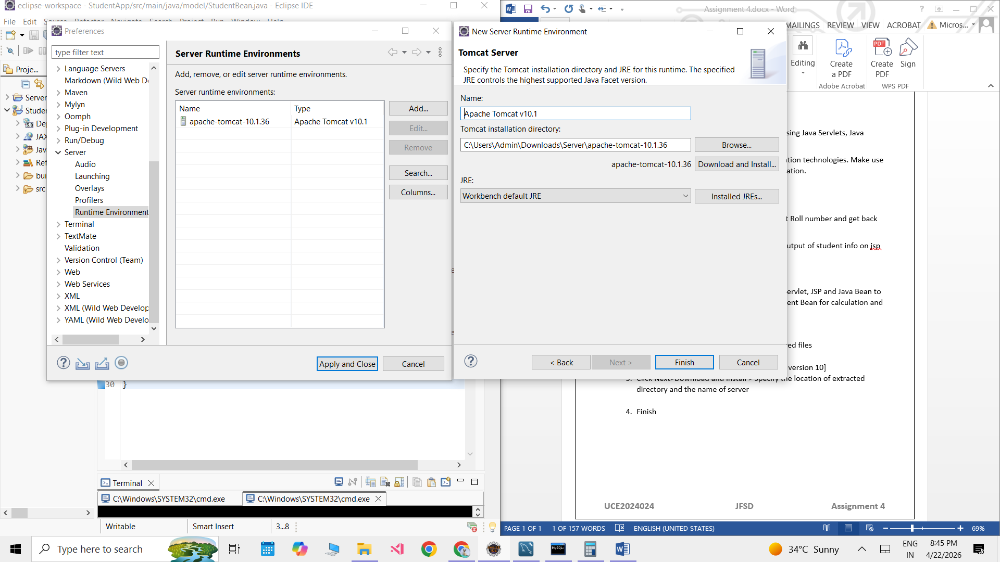 eclipse-workspace - StudentApp/src/main/java/model/StudentBean.java - Eclipse IDE
File Edit Source Refactor Navigate Search Project Run Window Help
Proje...
Server
Studer
De
JAX
Jav
Ref
bui
src
Preferences
type filter text
Language Servers
Markdown (Wild Web De
Maven
Mylyn
Oomph
Plug-in Development
Run/Debug
Server
Audio
Launching
Overlays
Profilers
Runtime Environment
Terminal
TextMate
Validation
Version Control (Team)
Web
Web Services
XML
XML (Wild Web Develop
YAML (Wild Web Develo
Server Runtime Environments
Add, remove, or edit server runtime environments.
Server runtime environments:
Name Type
apache-tomcat-10.1.36 Apache Tomcat v10.1
Add...
Edit...
Remove
Search...
Columns...
Apply and Close Cancel
30 }
Terminal
C:\Windows\SYSTEM32\cmd.exe C:\Windows\SYSTEM32\cmd.exe
Writable Smart Insert 3...8
New Server Runtime Environment
Tomcat Server
Specify the Tomcat installation directory and JRE for this runtime. The specified
JRE controls the highest supported Java Facet version.
Name:
Apache Tomcat v10.1
Tomcat installation directory:
C:\Users\Admin\Downloads\Server\apache-tomcat-10.1.36 Browse...
apache-tomcat-10.1.36 Download and Install...
JRE:
Workbench default JRE Installed JREs...
< Back Next > Finish Cancel
Assignment 4.docx - Word
MAILINGS REVIEW VIEW ACROBAT Micros...
Editing
Create a PDF
Create PDF
Sign
Adobe Acrobat WPS PDF
sing Java Servlets, Java
tion technologies. Make use
ation.
t Roll number and get back
utput of student info on jsp
ervlet, JSP and Java Bean to
ent Bean for calculation and
ed files
version 10]
3. Click Next>Download and Install > Specify the location of extracted
directory and the name of server
4. Finish
UCE2024024 JFSD Assignment 4
PAGE 1 OF 1 1 OF 157 WORDS ENGLISH (UNITED STATES) 69%
Type here to search
MySQL
34°C Sunny
ENG
IN
8:45 PM
4/22/2026